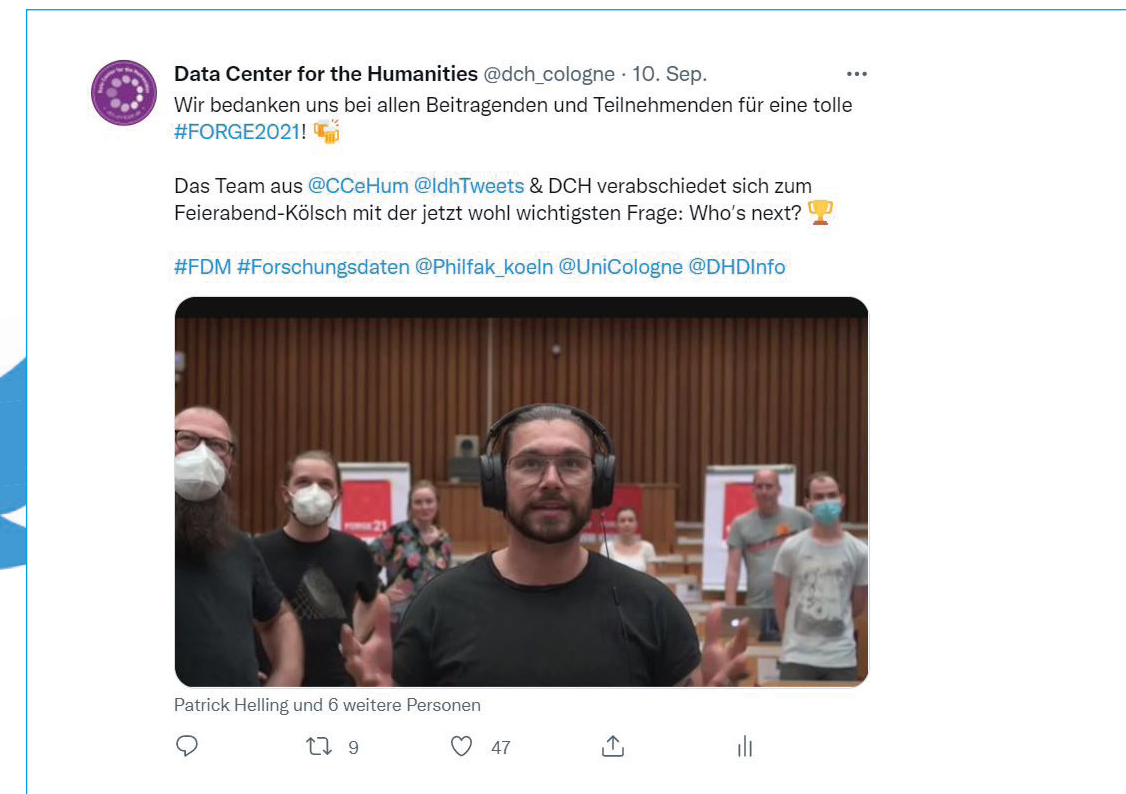 Data Center for the Humanities @dch_cologne · 10. Sep.
Wir bedanken uns bei allen Beitragenden und Teilnehmenden für eine tolle
#FORGE2021! 🍻
Das Team aus @CCeHum @IdhTweets & DCH verabschiedet sich zum
Feierabend-Kölsch mit der jetzt wohl wichtigsten Frage: Who's next? 🏆
#FDM #Forschungsdaten @Philfak_koeln @UniCologne @DHDInfo
FORGE21
Patrick Helling und 6 weitere Personen
9
47